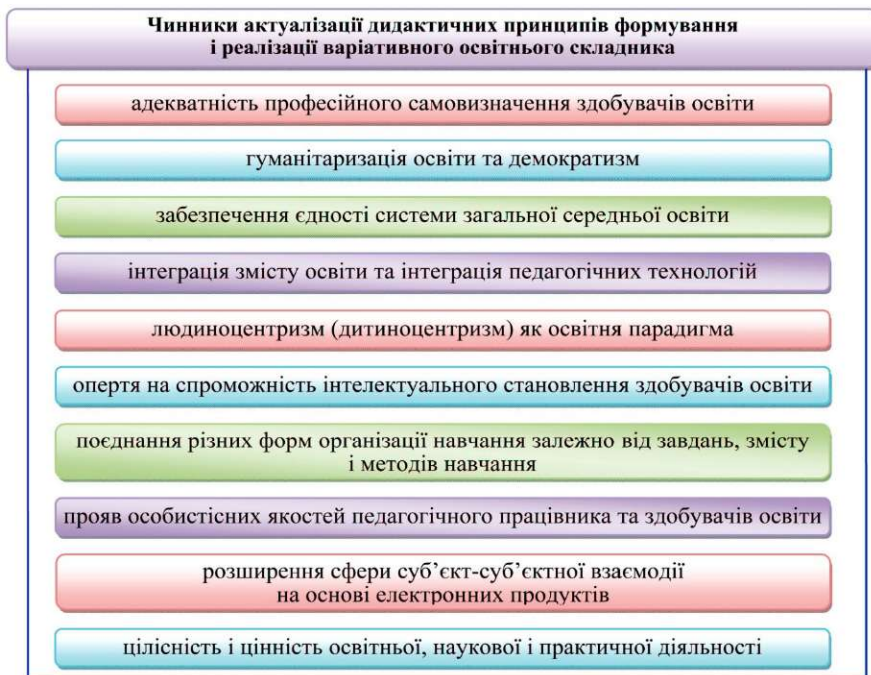 Чинники актуалізації дидактичних принципів формування
і реалізації варіативного освітнього складника
адекватність професійного самовизначення здобувачів освіти
гуманітаризація освіти та демократизм
забезпечення єдності системи загальної середньої освіти
інтеграція змісту освіти та інтеграція педагогічних технологій
людиноцентризм (дитиноцентризм) як освітня парадигма
опертя на спроможність інтелектуального становлення здобувачів освіти
поєднання різних форм організації навчання залежно від завдань, змісту
і методів навчання
прояв особистісних якостей педагогічного працівника та здобувачів освіти
розширення сфери суб’єкт-суб’єктної взаємодії
на основі електронних продуктів
цілісність і цінність освітньої, наукової і практичної діяльності